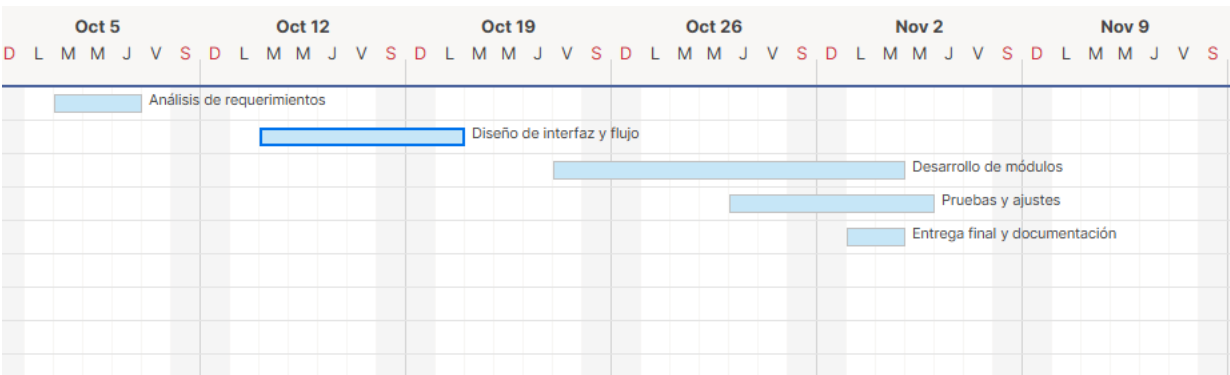 Oct 5 Oct 12 Oct 19 Oct 26 Nov 2 Nov 9
D L M M J V S D L M M J V S D L M M J V S D L M M J V S D L M M J V S D L M M J V S
Análisis de requerimientos
Diseño de interfaz y flujo
Desarrollo de módulos
Pruebas y ajustes
Entrega final y documentación